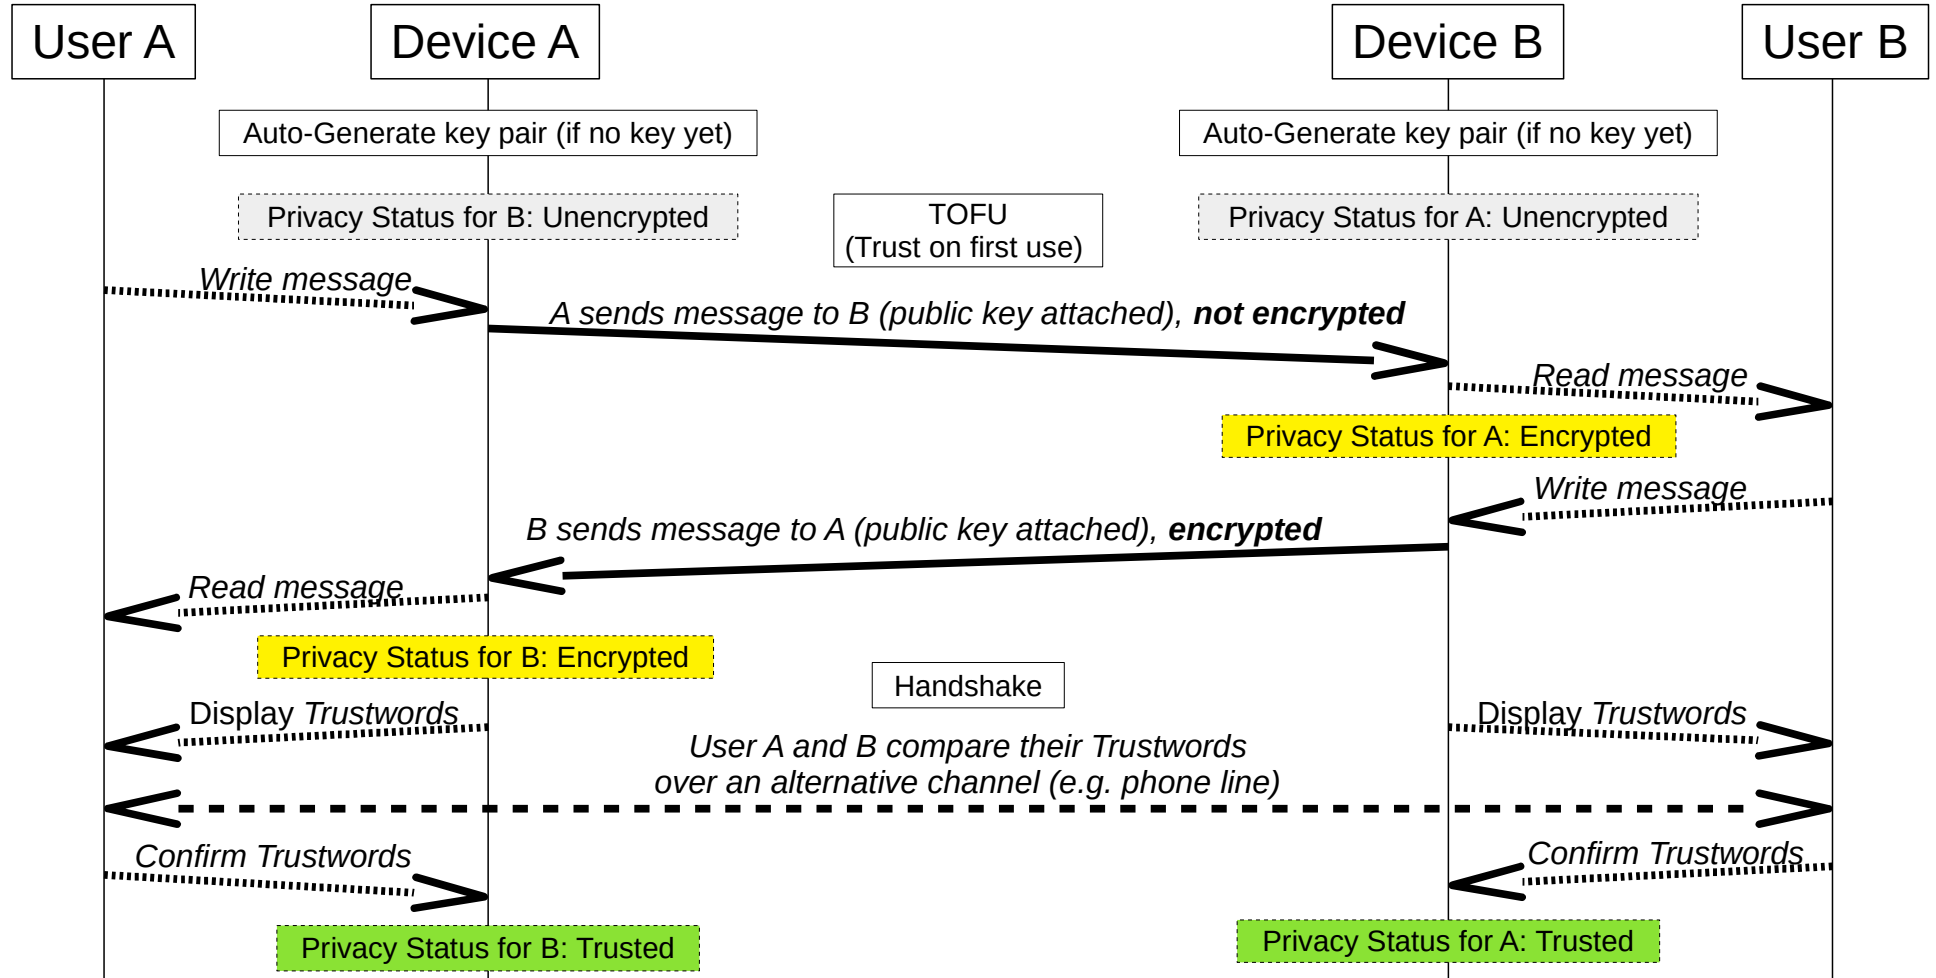 User A
Device A
Device B
User B
Auto-Generate key pair (if no key yet)
Auto-Generate key pair (if no key yet)
Privacy Status for B: Unencrypted
TOFU
(Trust on first use)
Privacy Status for A: Unencrypted
Write message
A sends message to B (public key attached), not encrypted
Read message
Privacy Status for A: Encrypted
Write message
B sends message to A (public key attached), encrypted
Read message
Privacy Status for B: Encrypted
Handshake
Display Trustwords
Display Trustwords
User A and B compare their Trustwords
over an alternative channel (e.g. phone line)
Confirm Trustwords
Confirm Trustwords
Privacy Status for B: Trusted
Privacy Status for A: Trusted